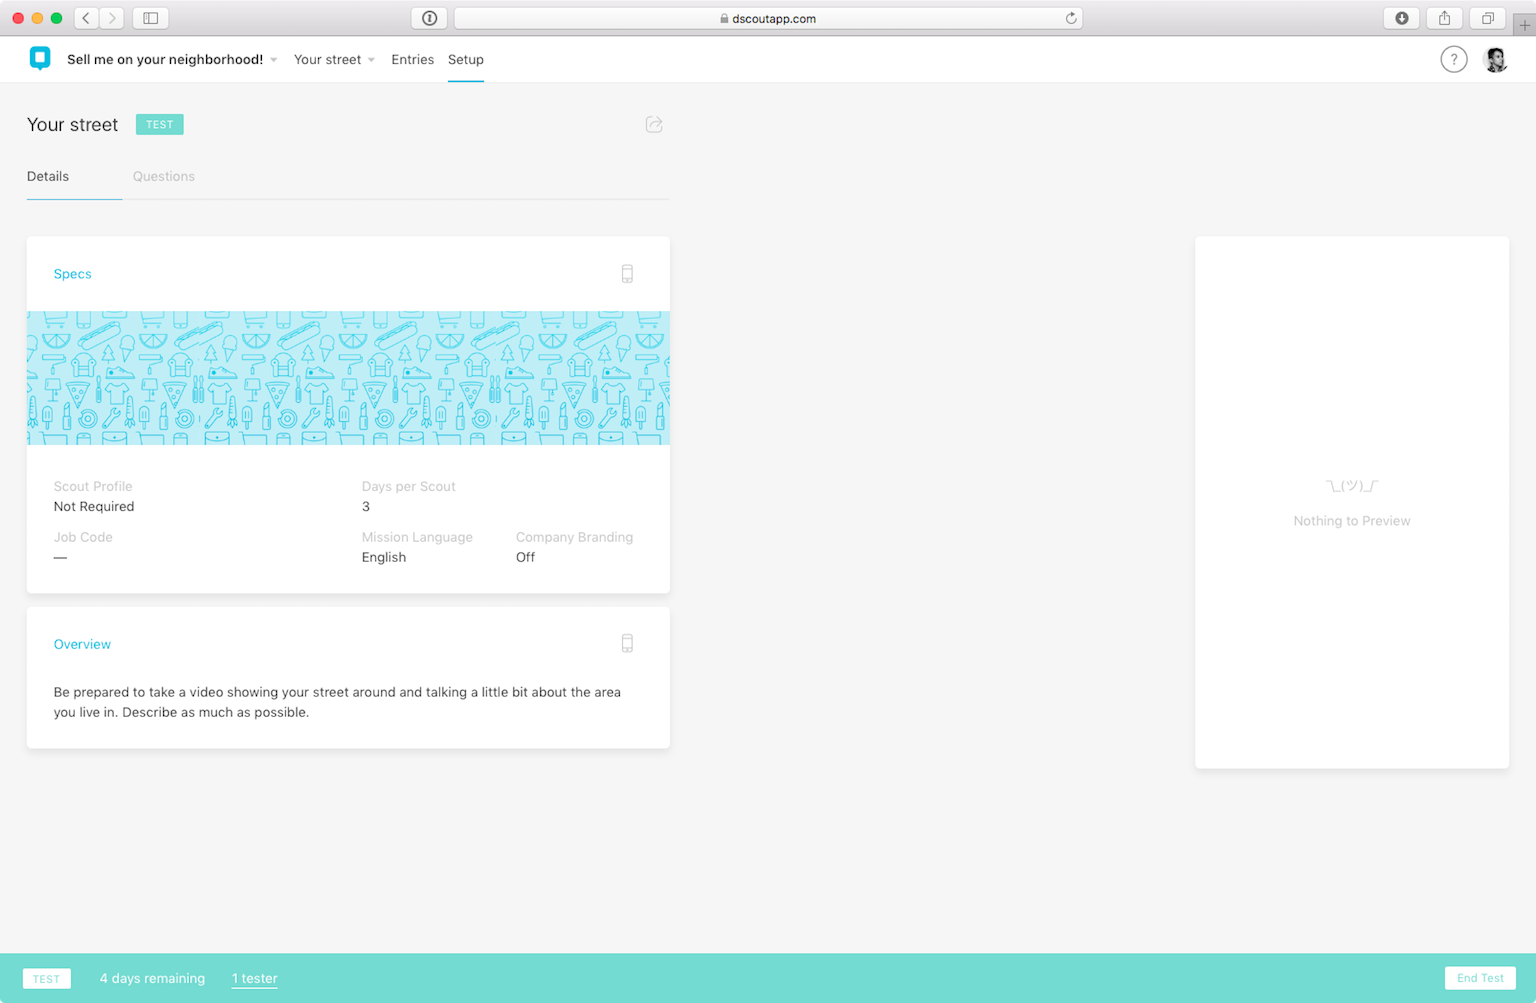 dscoutapp.com
Sell me on your neighborhood! Your street Entries Setup
?
Your street TEST
Details Questions
Specs
Scout Profile Days per Scout
Not Required 3
Job Code Mission Language Company Branding
— English Off
¯\_(ツ)_/¯
Nothing to Preview
Overview
Be prepared to take a video showing your street around and talking a little bit about the area
you live in. Describe as much as possible.
TEST 4 days remaining 1 tester End Test